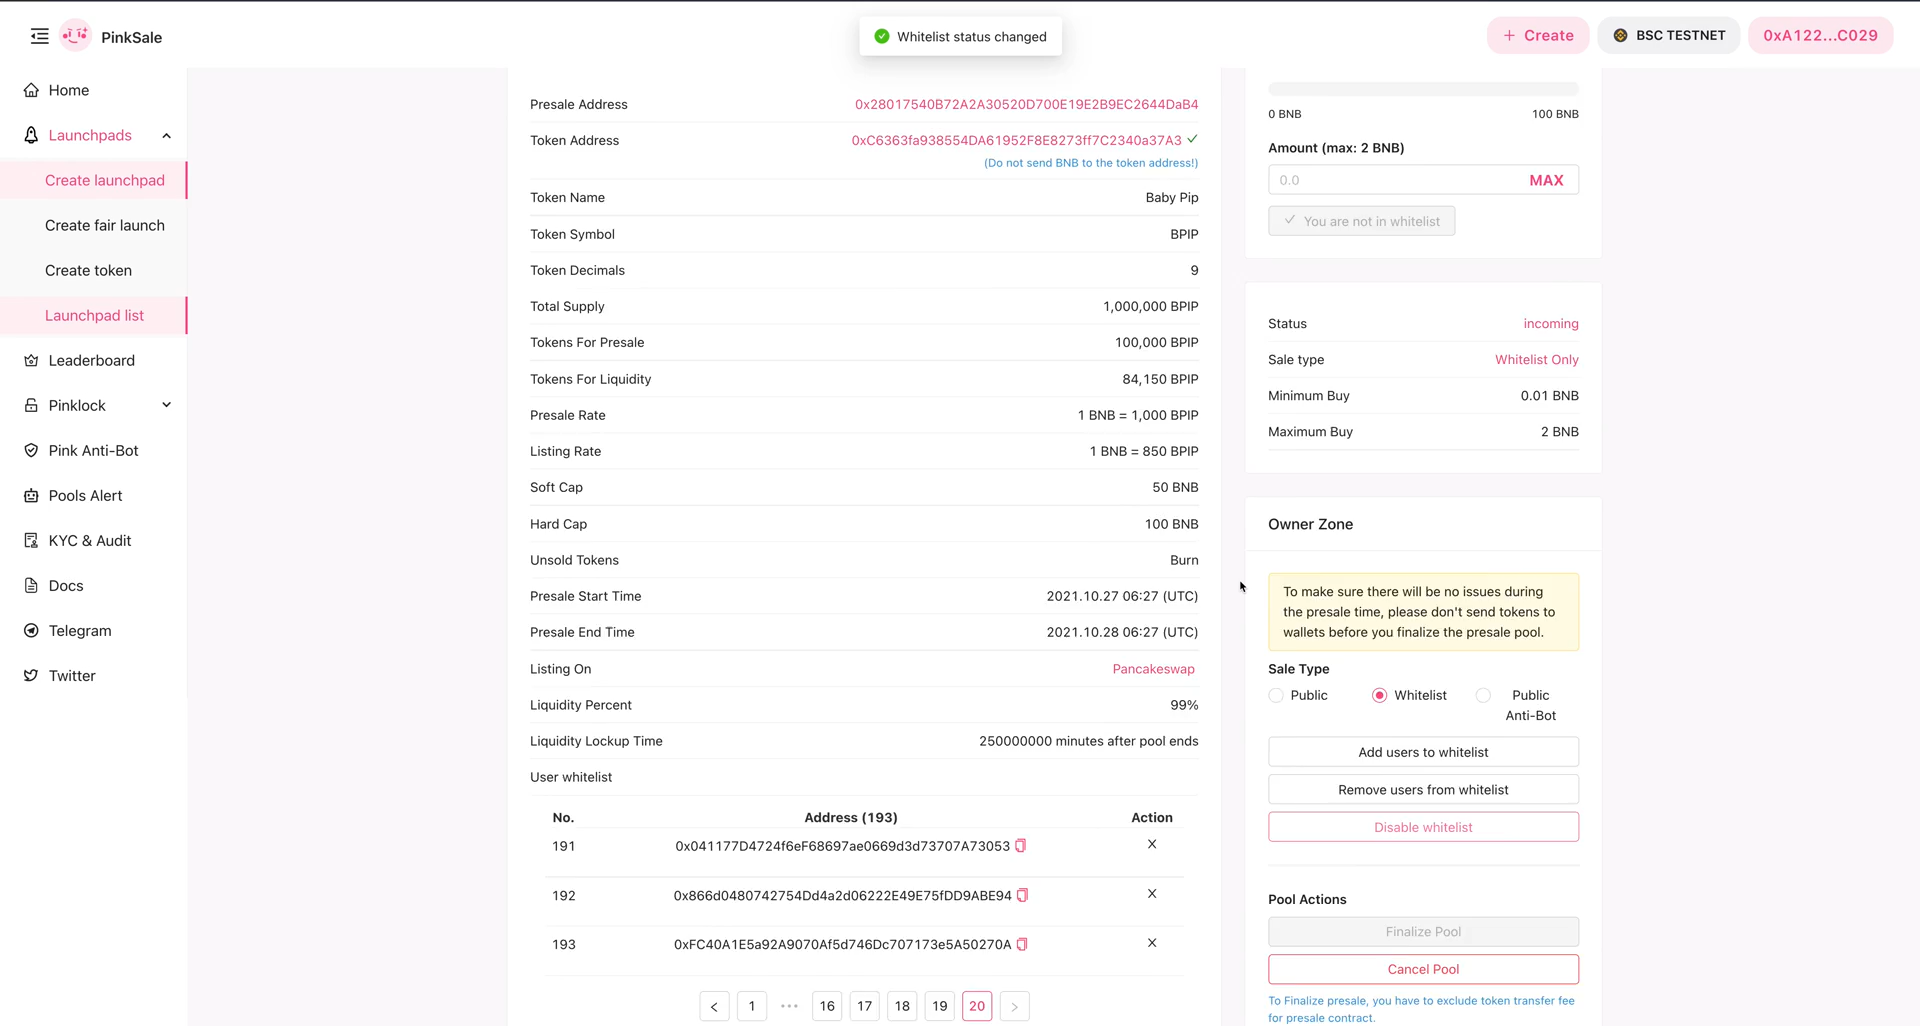 PinkSale
Whitelist status changed
+ Create
BSC TESTNET
0xA122...C029
Home
Launchpads
Create launchpad
Create fair launch
Create token
Launchpad list
Leaderboard
Pinklock
Pink Anti-Bot
Pools Alert
KYC & Audit
Docs
Telegram
Twitter
Presale Address 0x28017540B72A2A30520D700E19E2B9EC2644DaB4
Token Address 0xC6363fa938554DA61952F8E8273ff7C2340a37A3
(Do not send BNB to the token address!)
Token Name Baby Pip
Token Symbol BPIP
Token Decimals 9
Total Supply 1,000,000 BPIP
Tokens For Presale 100,000 BPIP
Tokens For Liquidity 84,150 BPIP
Presale Rate 1 BNB = 1,000 BPIP
Listing Rate 1 BNB = 850 BPIP
Soft Cap 50 BNB
Hard Cap 100 BNB
Unsold Tokens Burn
Presale Start Time 2021.10.27 06:27 (UTC)
Presale End Time 2021.10.28 06:27 (UTC)
Listing On Pancakeswap
Liquidity Percent 99%
Liquidity Lockup Time 250000000 minutes after pool ends
User whitelist
No. Address (193) Action
191 0x041177D4724f6eF68697ae0669d3d73707A73053 X
192 0x866d0480742754Dd4a2d06222E49E75fDD9ABE94 X
193 0xFC40A1E5a92A9070Af5d746Dc707173e5A50270A X
< 1 ••• 16 17 18 19 20 >
0 BNB 100 BNB
Amount (max: 2 BNB)
0.0 MAX
You are not in whitelist
Status incoming
Sale type Whitelist Only
Minimum Buy 0.01 BNB
Maximum Buy 2 BNB
Owner Zone
To make sure there will be no issues during
the presale time, please don't send tokens to
wallets before you finalize the presale pool.
Sale Type
Public Whitelist Public
Anti-Bot
Add users to whitelist
Remove users from whitelist
Disable whitelist
Pool Actions
Finalize Pool
Cancel Pool
To Finalize presale, you have to exclude token transfer fee
for presale contract.